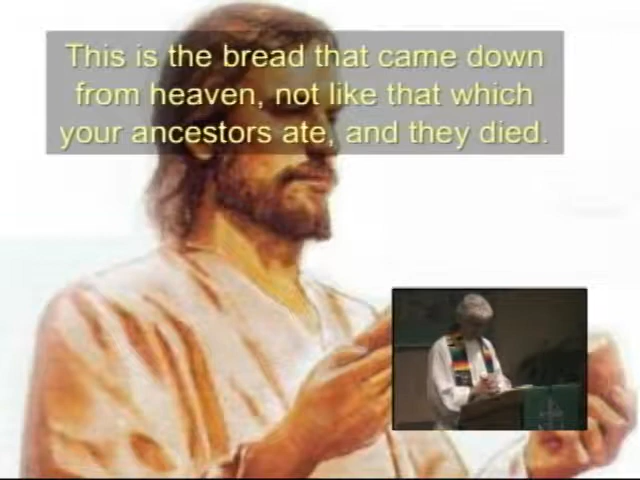 This is the bread that came down
from heaven, not like that which
your ancestors ate, and they died.